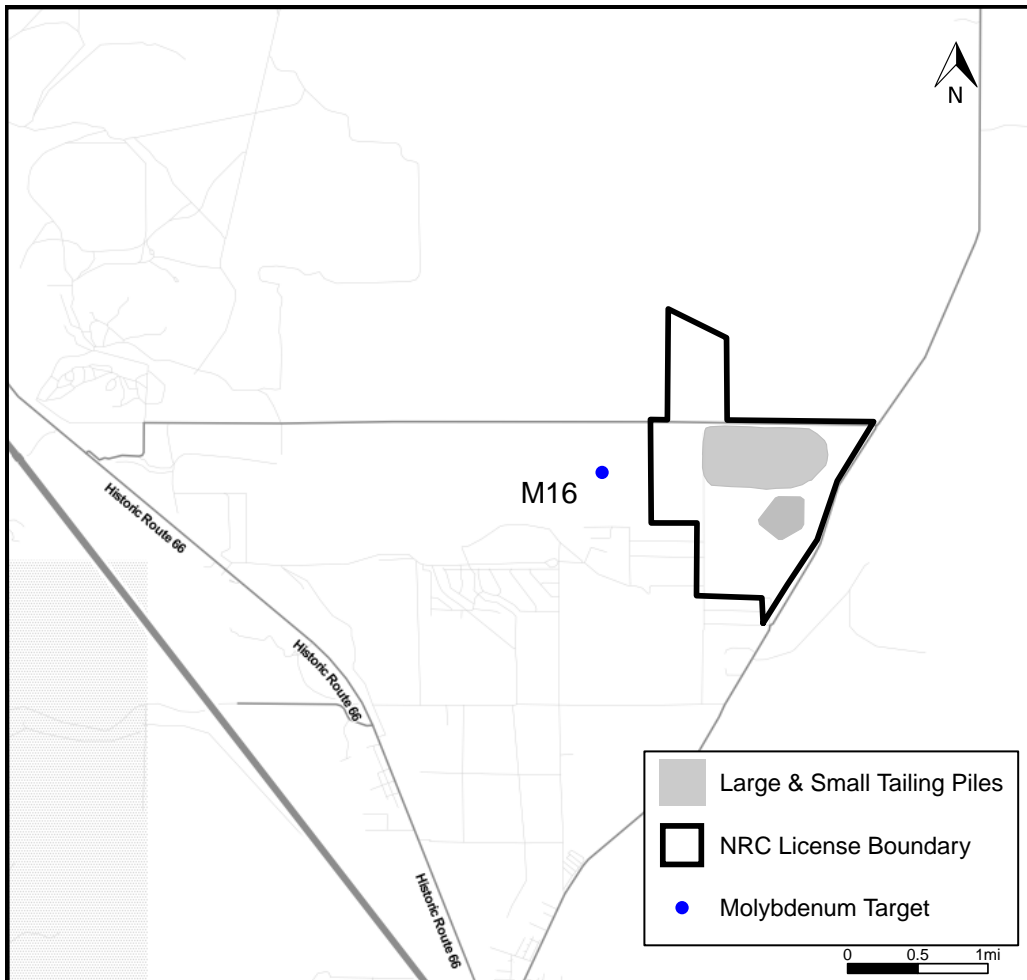 N
M16
Historic Route 66
Historic Route 66
Historic Route 66
Large & Small Tailing Piles
NRC License Boundary
Molybdenum Target
0 0.5 1mi